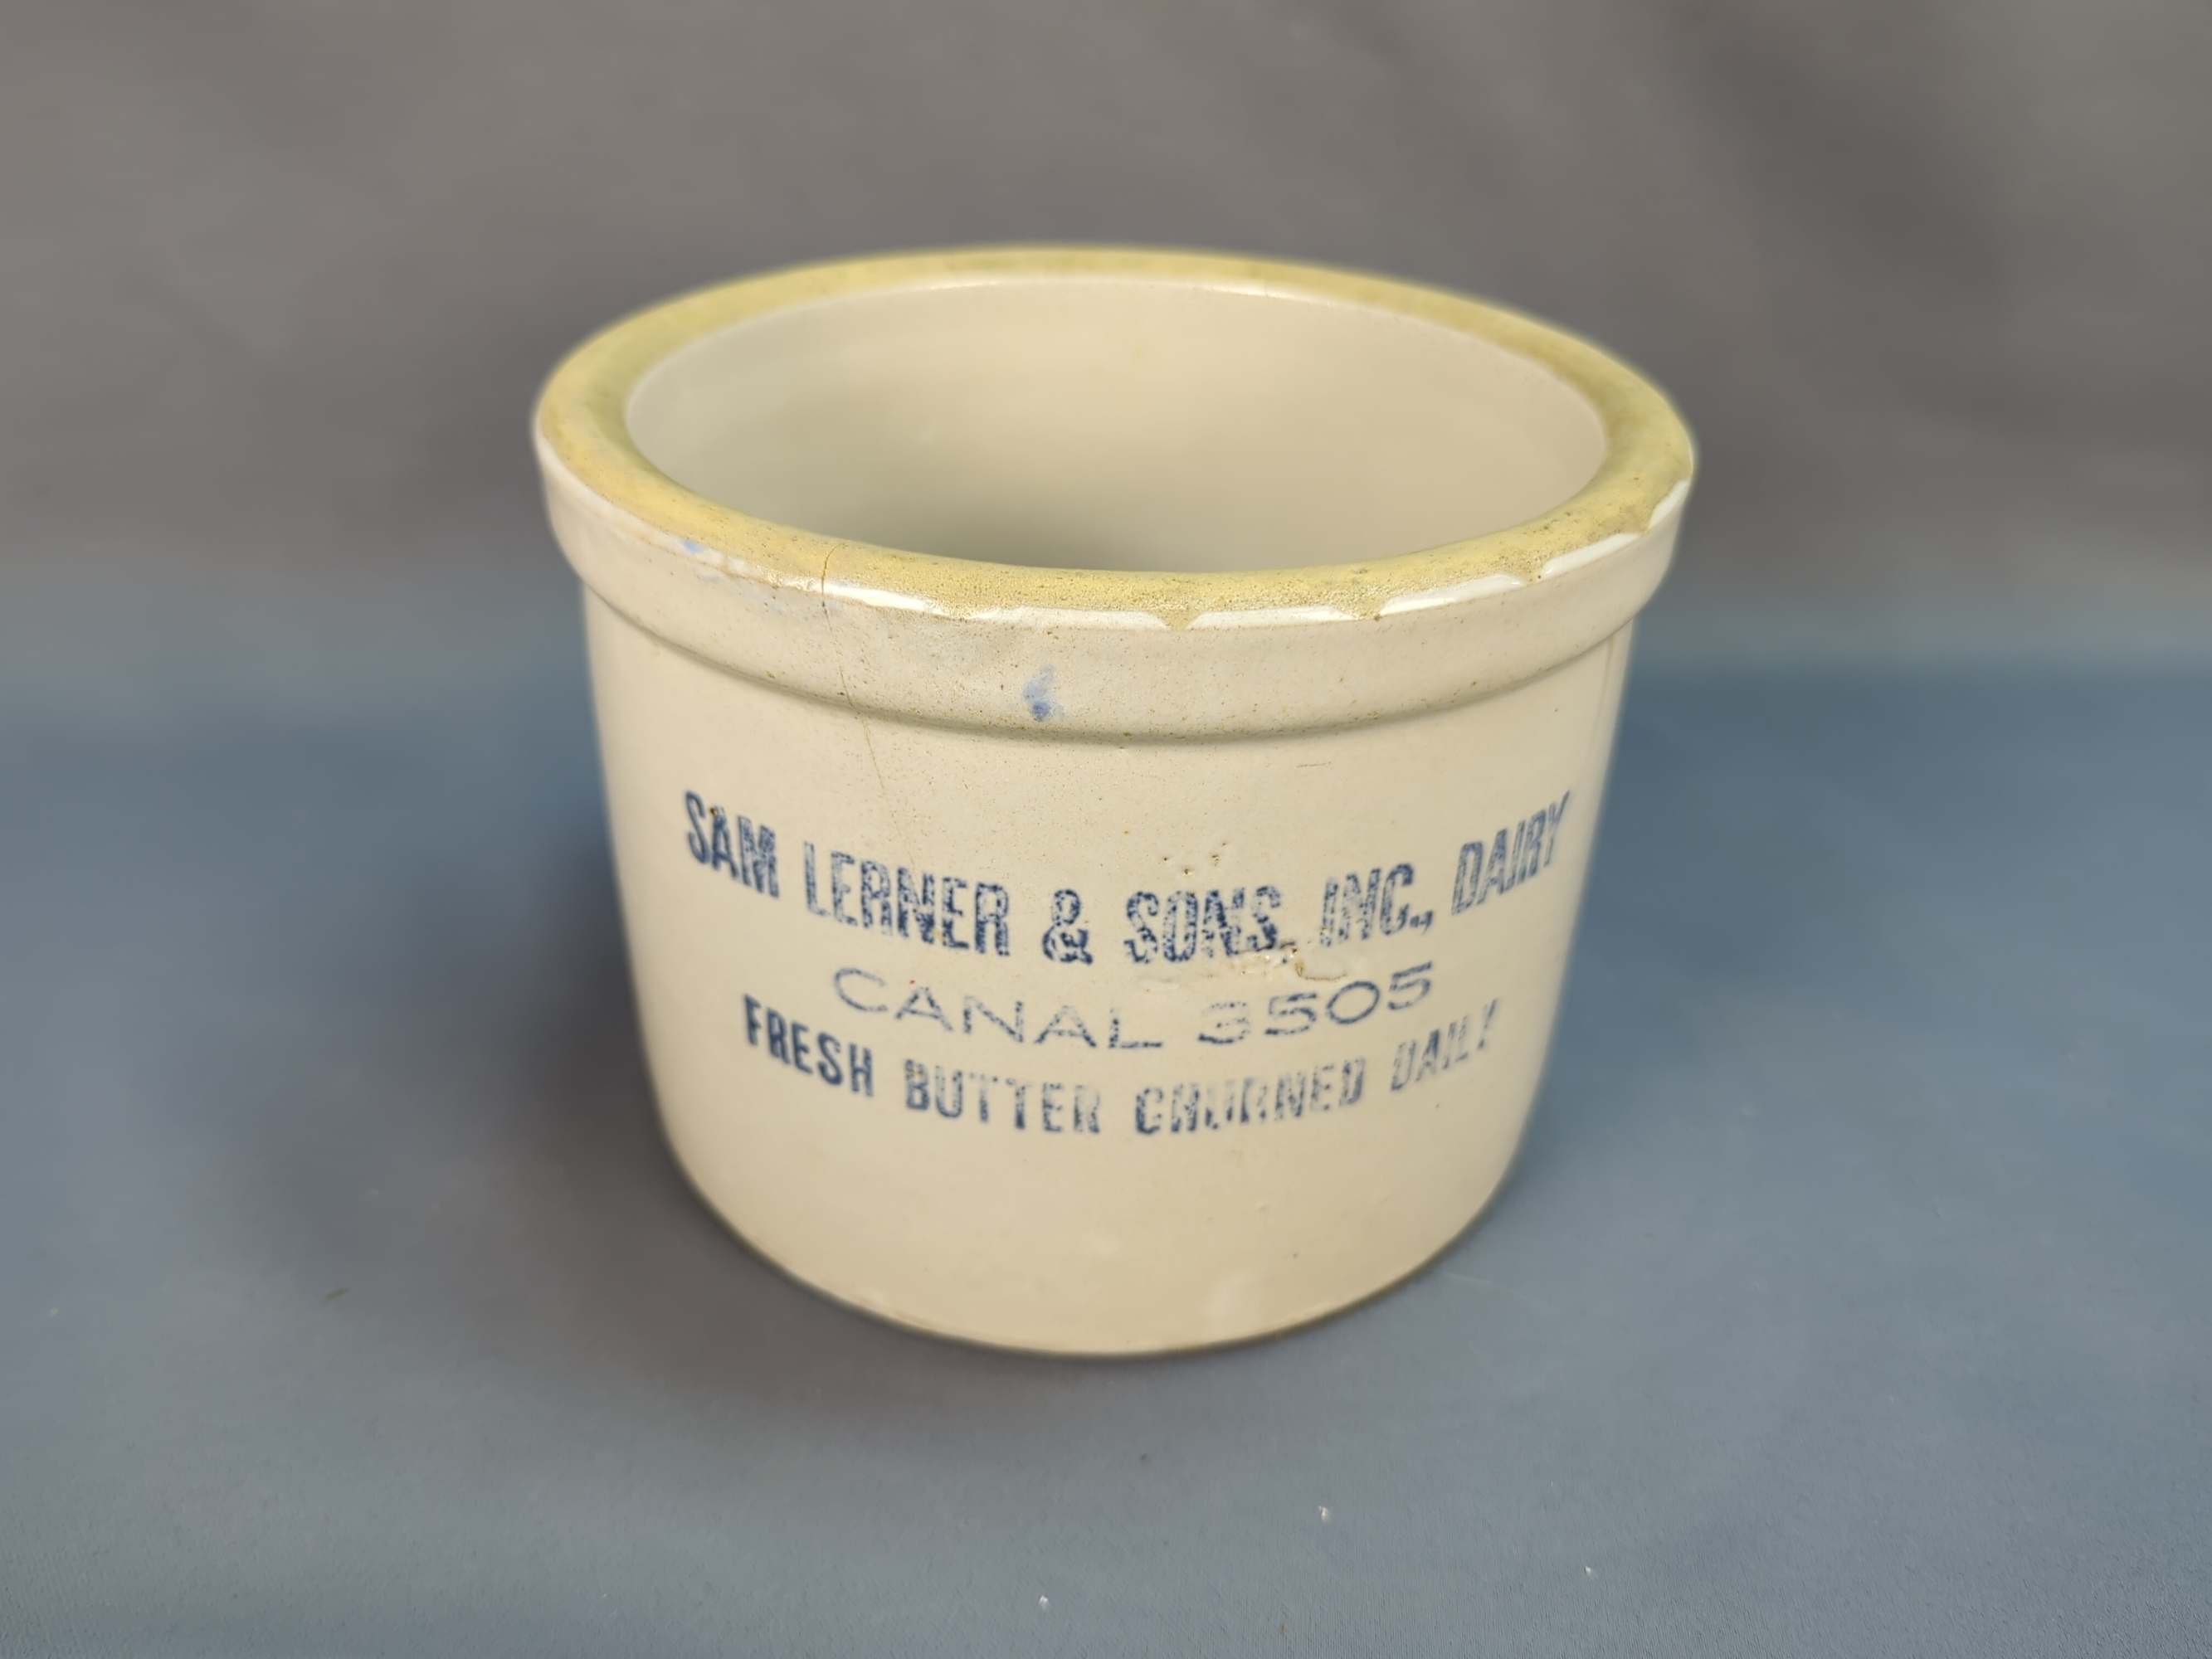 SAM LERNER & SONS, INC., DAIRY
CANAL 3505
FRESH BUTTER CHURNED DAILY